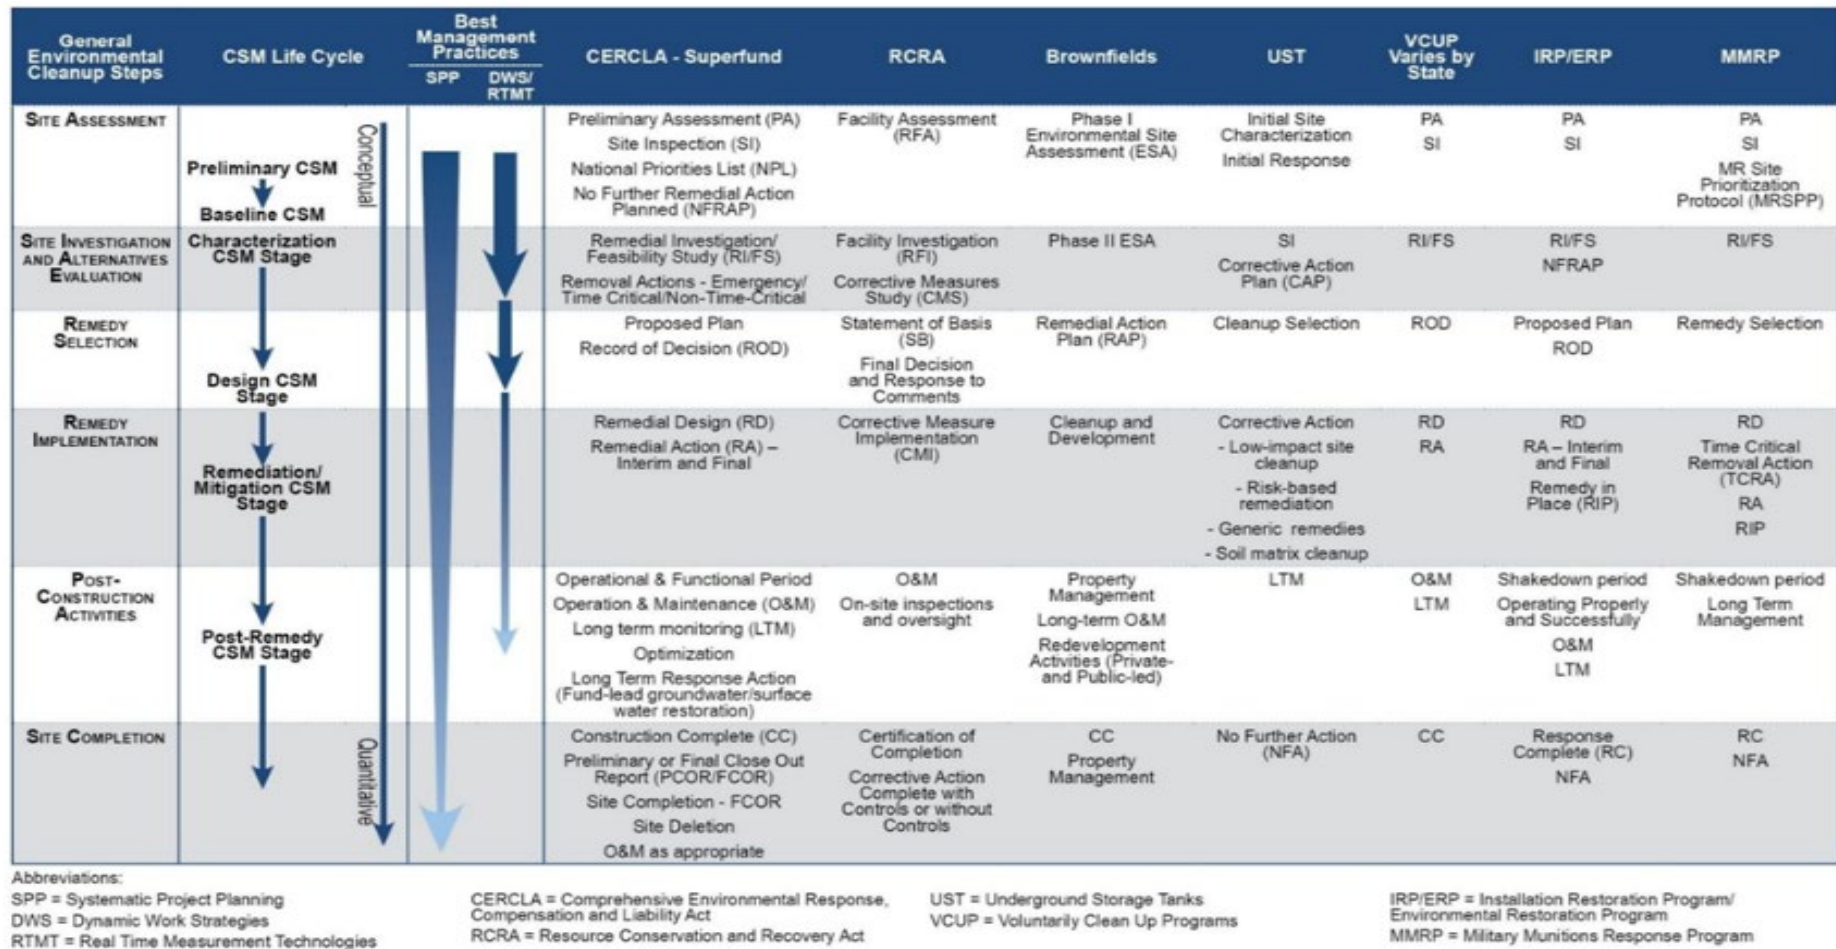 General
Environmental
Cleanup Steps
CSM Life Cycle
Best
Management
Practices
SPP
DWS/
RTMT
CERCLA - Superfund
RCRA
Brownfields
UST
VCUP
Varies by
State
IRP/ERP
MMRP
SITE ASSESSMENT
Preliminary CSM
Baseline CSM
Conceptual
Preliminary Assessment (PA)
Site Inspection (SI)
National Priorities List (NPL)
No Further Remedial Action
Planned (NFRAP)
Facility Assessment
(RFA)
Phase I
Environmental Site
Assessment (ESA)
Initial Site
Characterization
Initial Response
PA
SI
PA
SI
PA
SI
MR Site
Prioritization
Protocol (MRSPP)
SITE INVESTIGATION
AND ALTERNATIVES
EVALUATION
Characterization
CSM Stage
Remedial Investigation/
Feasibility Study (RI/FS)
Removal Actions - Emergency/
Time Critical/Non-Time-Critical
Facility Investigation
(RFI)
Corrective Measures
Study (CMS)
Phase II ESA
SI
Corrective Action
Plan (CAP)
RI/FS
RI/FS
NFRAP
RI/FS
REMEDY
SELECTION
Design CSM
Stage
Proposed Plan
Record of Decision (ROD)
Statement of Basis
(SB)
Final Decision
and Response to
Comments
Remedial Action
Plan (RAP)
Cleanup Selection
ROD
Proposed Plan
ROD
Remedy Selection
REMEDY
IMPLEMENTATION
Remediation/
Mitigation CSM
Stage
Remedial Design (RD)
Remedial Action (RA) –
Interim and Final
Corrective Measure
Implementation
(CMI)
Cleanup and
Development
Corrective Action
- Low-impact site
cleanup
- Risk-based
remediation
- Generic remedies
- Soil matrix cleanup
RD
RA
RD
RA – Interim
and Final
Remedy in
Place (RIP)
RD
Time Critical
Removal Action
(TCRA)
RA
RIP
POST-
CONSTRUCTION
ACTIVITIES
Post-Remedy
CSM Stage
Operational & Functional Period
Operation & Maintenance (O&M)
Long term monitoring (LTM)
Optimization
Long Term Response Action
(Fund-lead groundwater/surface
water restoration)
O&M
On-site inspections
and oversight
Property
Management
Long-term O&M
Redevelopment
Activities (Private-
and Public-led)
LTM
O&M
LTM
Shakedown period
Operating Properly
and Successfully
O&M
LTM
Shakedown period
Long Term
Management
SITE COMPLETION
Quantitative
Construction Complete (CC)
Preliminary or Final Close Out
Report (PCOR/FCOR)
Site Completion - FCOR
Site Deletion
O&M as appropriate
Certification of
Completion
Corrective Action
Complete with
Controls or without
Controls
CC
Property
Management
No Further Action
(NFA)
CC
Response
Complete (RC)
NFA
RC
NFA
Abbreviations:
SPP = Systematic Project Planning
DWS = Dynamic Work Strategies
RTMT = Real Time Measurement Technologies
CERCLA = Comprehensive Environmental Response,
Compensation and Liability Act
RCRA = Resource Conservation and Recovery Act
UST = Underground Storage Tanks
VCUP = Voluntarily Clean Up Programs
IRP/ERP = Installation Restoration Program/
Environmental Restoration Program
MMRP = Military Munitions Response Program